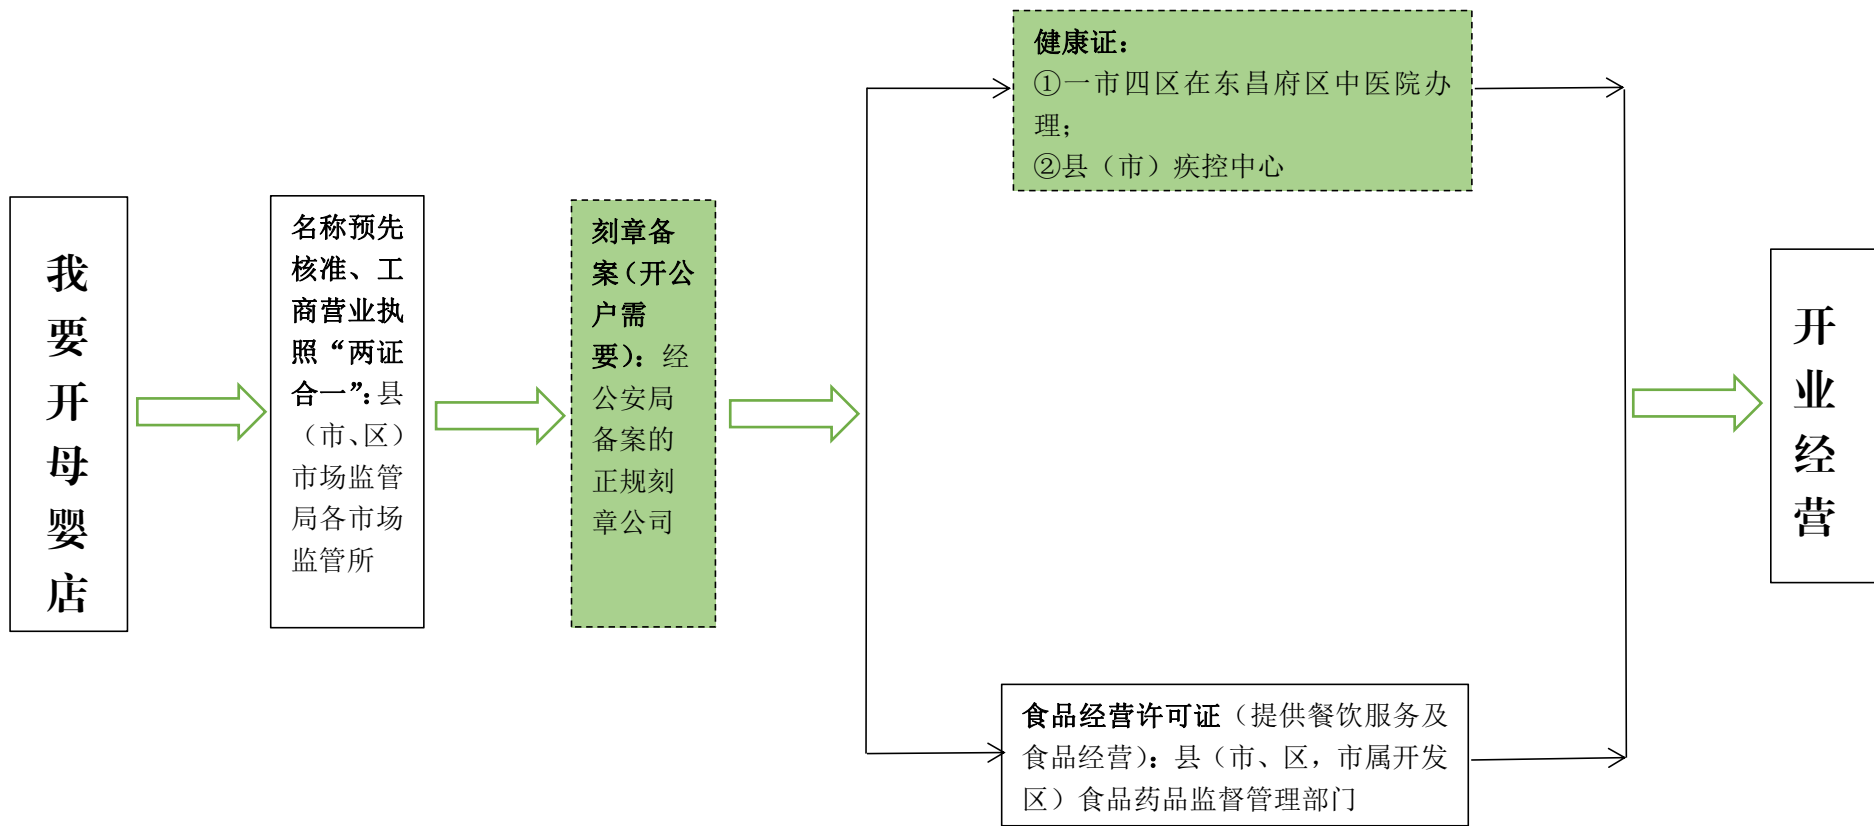 我要开母婴店
名称预先
核准、工
商营业执
照“两证
合一”：县
（市、区）
市场监管
局各市场
监管所
刻章备
案（开公
户需
要）：经
公安局
备案的
正规刻
章公司
健康证：
①一市四区在东昌府区中医院办
理；
②县（市）疾控中心
食品经营许可证（提供餐饮服务及
食品经营）：县（市、区，市属开发
区）食品药品监督管理部门
开业经营